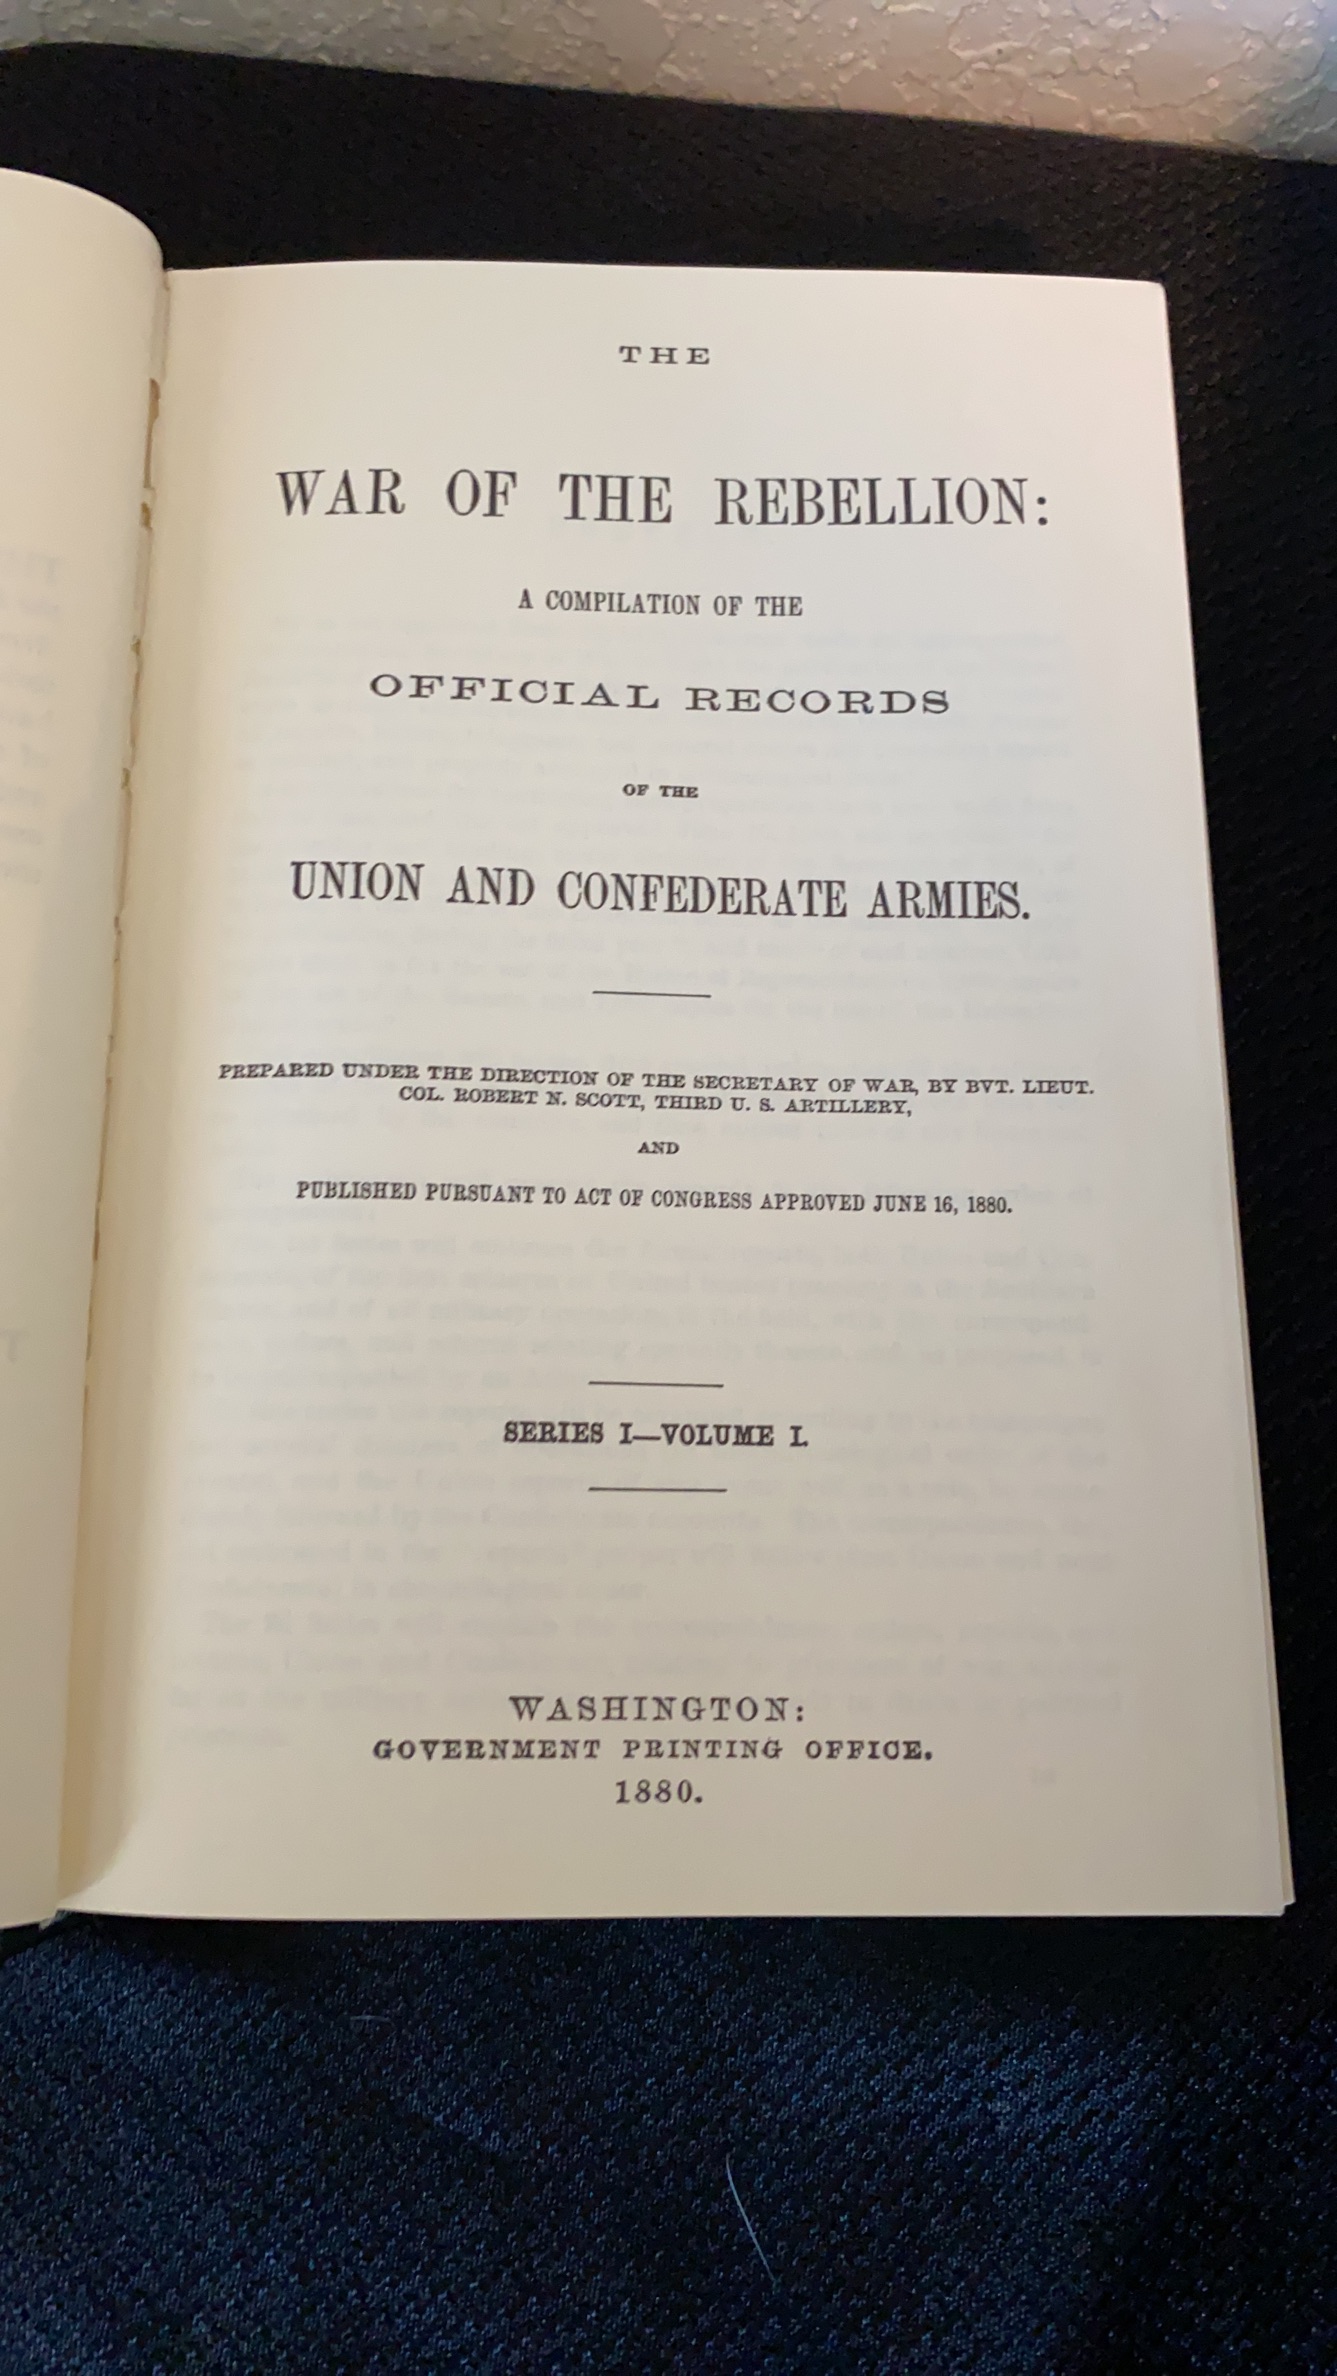 THE
WAR OF THE REBELLION:
A COMPILATION OF THE
OFFICIAL RECORDS
OF THE
UNION AND CONFEDERATE ARMIES.
PREPARED UNDER THE DIRECTION OF THE SECRETARY OF WAR, BY BVT. LIEUT.
COL. ROBERT N. SCOTT, THIRD U. S. ARTILLERY,
AND
PUBLISHED PURSUANT TO ACT OF CONGRESS APPROVED JUNE 16, 1880.
SERIES I—VOLUME I.
WASHINGTON:
GOVERNMENT PRINTING OFFICE.
1880.